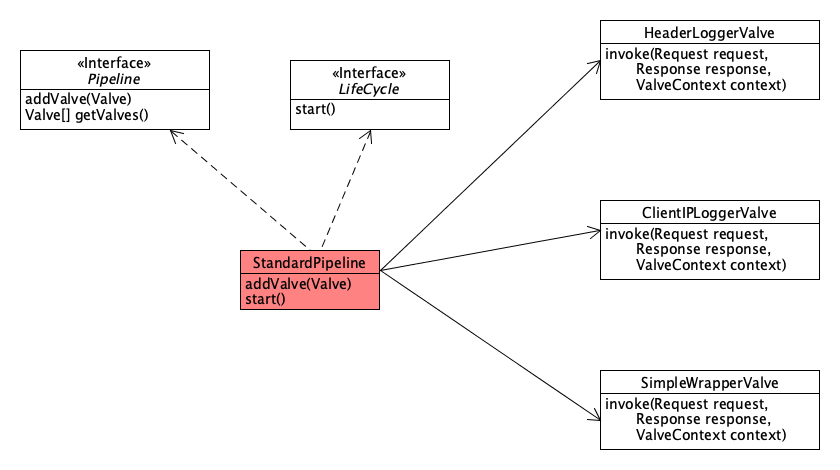 «Interface»
Pipeline
addValve(Valve)
Valve[] getValves()
«Interface»
LifeCycle
start()
HeaderLoggerValve
invoke(Request request,
Response response,
ValveContext context)
ClientIPLoggerValve
invoke(Request request,
Response response,
ValveContext context)
StandardPipeline
addValve(Valve)
start()
SimpleWrapperValve
invoke(Request request,
Response response,
ValveContext context)